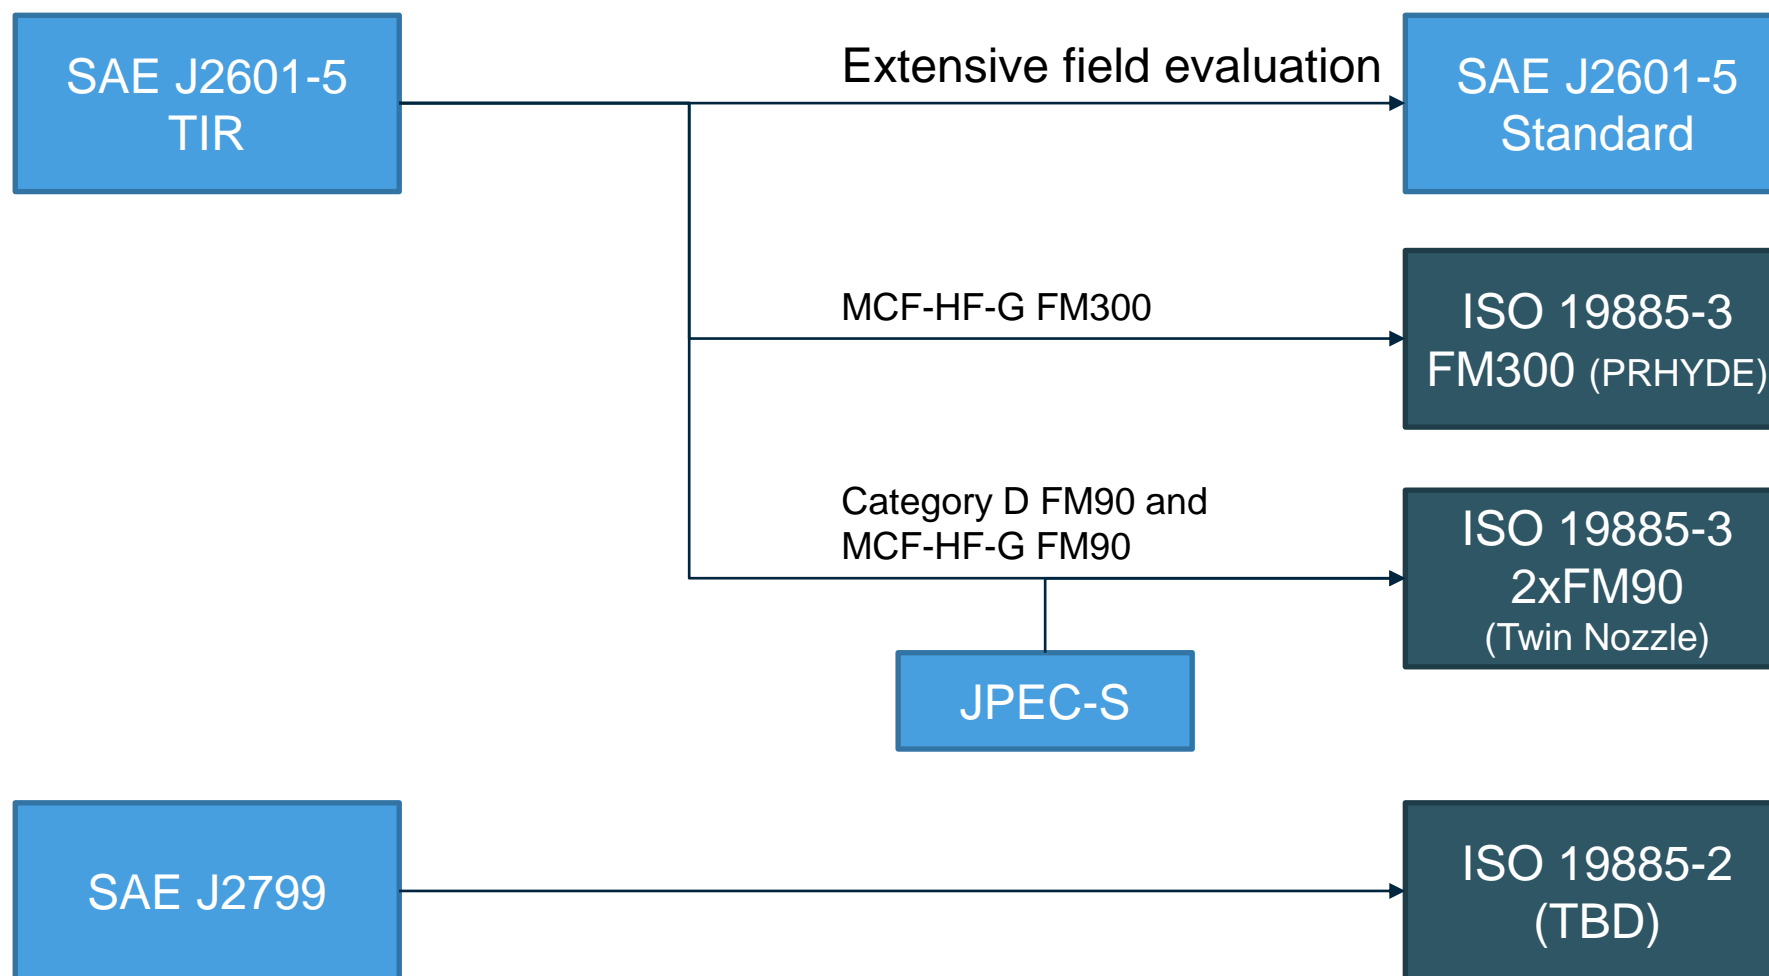 SAE J2601-5
TIR
Extensive field evaluation
SAE J2601-5
Standard
MCF-HF-G FM300
ISO 19885-3
FM300 (PRHYDE)
Category D FM90 and
MCF-HF-G FM90
ISO 19885-3
2xFM90
(Twin Nozzle)
JPEC-S
SAE J2799
ISO 19885-2
(TBD)